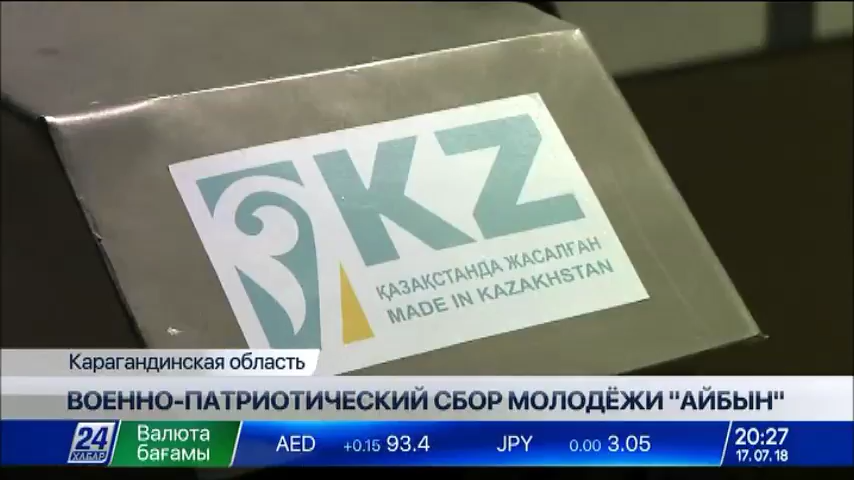 KZ
ҚАЗАҚСТАНДА ЖАСАЛҒАН
MADE IN KAZAKHSTAN
Карагандинская область
ВОЕННО-ПАТРИОТИЧЕСКИЙ СБОР МОЛОДЁЖИ "АЙБЫН"
24 ХАБАР
Валюта бағамы
AED +0.15 93.4
JPY 0.00 3.05
20:27
17.07.18